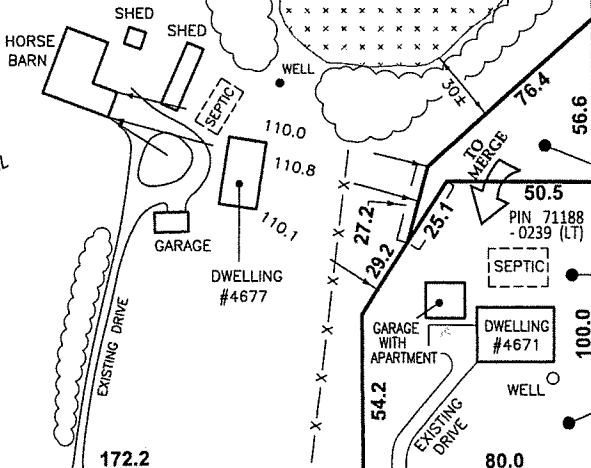 SHED
SHED
HORSE
BARN
WELL
SEPTIC
30±
76.4
56.6
110.0
110.8
110.1
TO
MERGE
50.5
PIN 71188
-0239 (LT)
27.2
25.1
29.2
GARAGE
DWELLING
#4677
SEPTIC
GARAGE
WITH
APARTMENT
DWELLING
#4671
100.0
EXISTING DRIVE
54.2
WELL
EXISTING
DRIVE
172.2
80.0